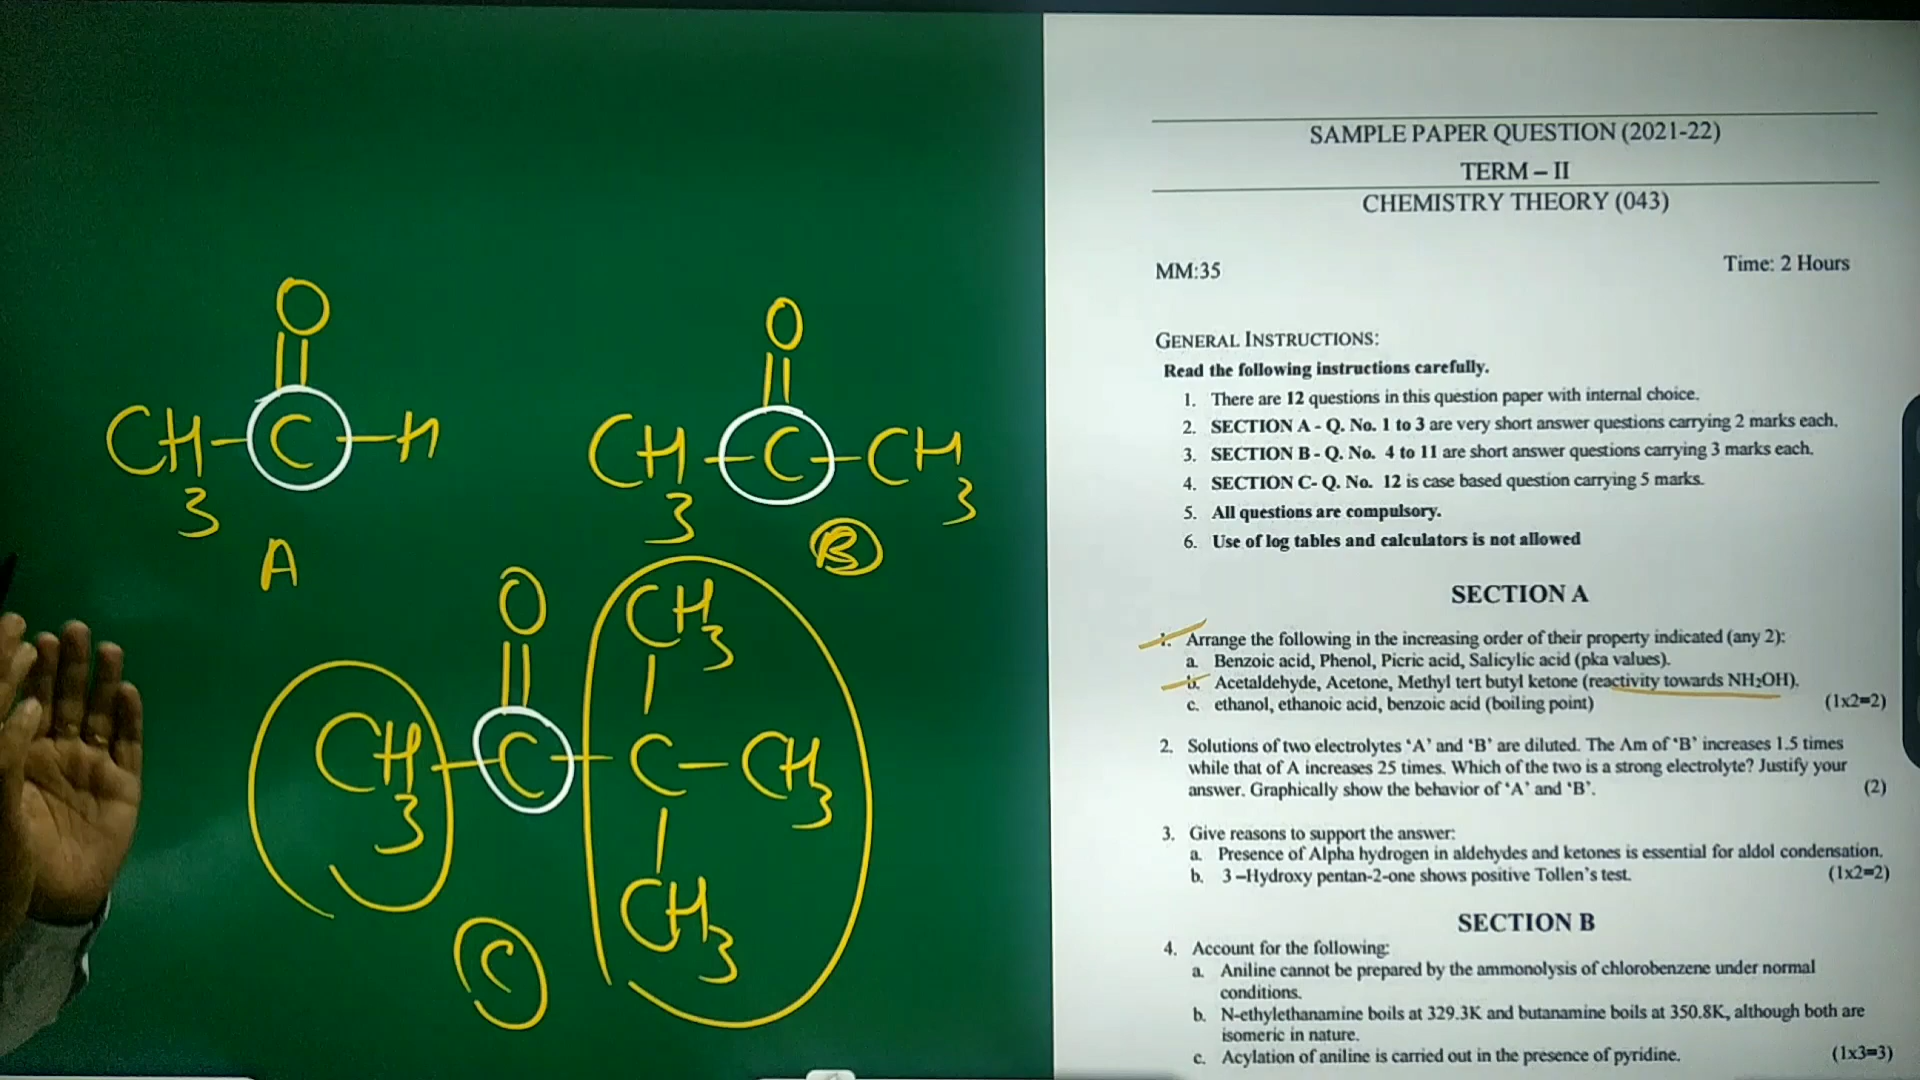 O
||
CH3-C-H
A
O
||
CH3-C-CH3
B
O
||
CH3
|
CH3-C-C-CH3
|
CH3
C
SAMPLE PAPER QUESTION (2021-22)
TERM – II
CHEMISTRY THEORY (043)
MM:35
Time: 2 Hours
GENERAL INSTRUCTIONS:
Read the following instructions carefully.
1. There are 12 questions in this question paper with internal choice.
2. SECTION A - Q. No. 1 to 3 are very short answer questions carrying 2 marks each.
3. SECTION B - Q. No. 4 to 11 are short answer questions carrying 3 marks each.
4. SECTION C- Q. No. 12 is case based question carrying 5 marks.
5. All questions are compulsory.
6. Use of log tables and calculators is not allowed
SECTION A
1. Arrange the following in the increasing order of their property indicated (any 2):
a. Benzoic acid, Phenol, Picric acid, Salicylic acid (pka values).
b. Acetaldehyde, Acetone, Methyl tert butyl ketone (reactivity towards NH2OH).
c. ethanol, ethanoic acid, benzoic acid (boiling point)
(1x2=2)
2. Solutions of two electrolytes ‘A’ and ‘B’ are diluted. The Λm of ‘B’ increases 1.5 times
while that of A increases 25 times. Which of the two is a strong electrolyte? Justify your
answer. Graphically show the behavior of ‘A’ and ‘B’.
(2)
3. Give reasons to support the answer:
a. Presence of Alpha hydrogen in aldehydes and ketones is essential for aldol condensation.
b. 3 –Hydroxy pentan-2-one shows positive Tollen’s test.
(1x2=2)
SECTION B
4. Account for the following:
a. Aniline cannot be prepared by the ammonolysis of chlorobenzene under normal
conditions.
b. N-ethylethanamine boils at 329.3K and butanamine boils at 350.8K, although both are
isomeric in nature.
c. Acylation of aniline is carried out in the presence of pyridine.
(1x3=3)